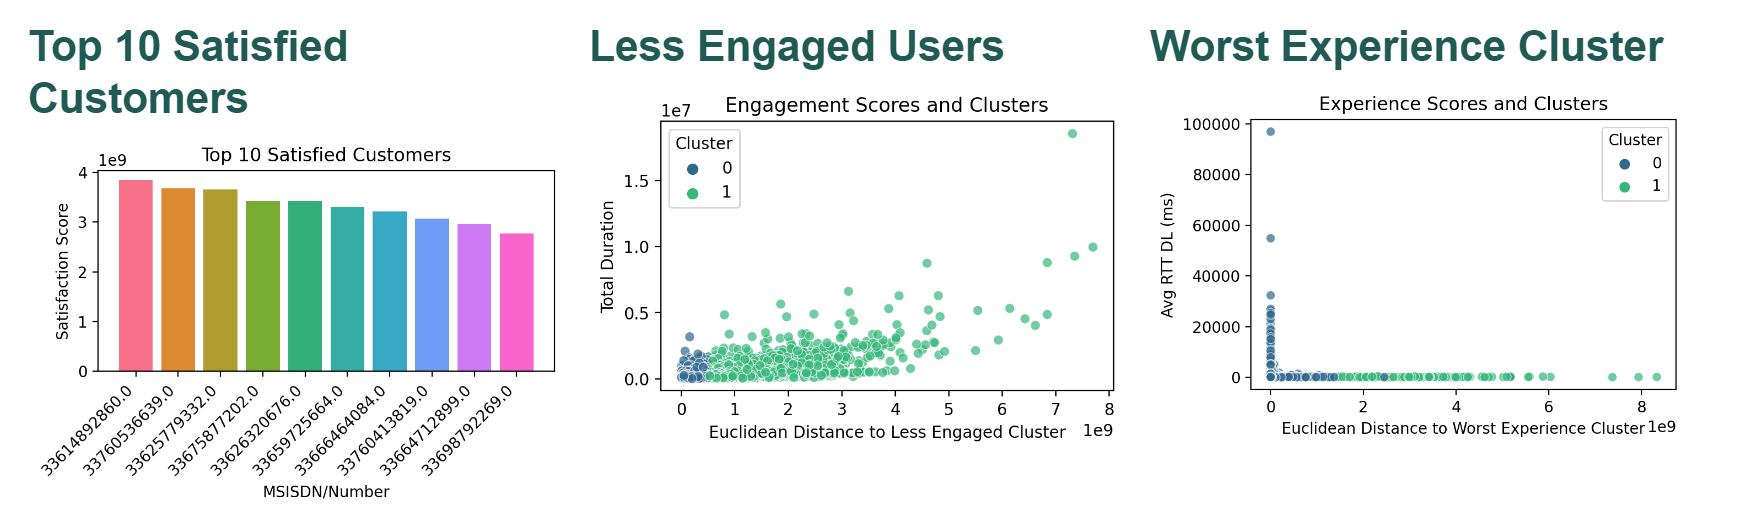 Top 10 Satisfied
Customers
Top 10 Satisfied Customers
1e9
4
3
2
1
0
Satisfaction Score
33614892860.0
33760536639.0
33625779332.0
33675877202.0
33626320676.0
33659725664.0
33666464084.0
33760413819.0
33664712899.0
33698792269.0
MSISDN/Number
Less Engaged Users
Engagement Scores and Clusters
1e7
Cluster
0
1
1.5
1.0
0.5
0.0
Total Duration
0 1 2 3 4 5 6 7 8
Euclidean Distance to Less Engaged Cluster 1e9
Worst Experience Cluster
Experience Scores and Clusters
Cluster
0
1
100000
80000
60000
40000
20000
0
Avg RTT DL (ms)
0 2 4 6 8
Euclidean Distance to Worst Experience Cluster 1e9